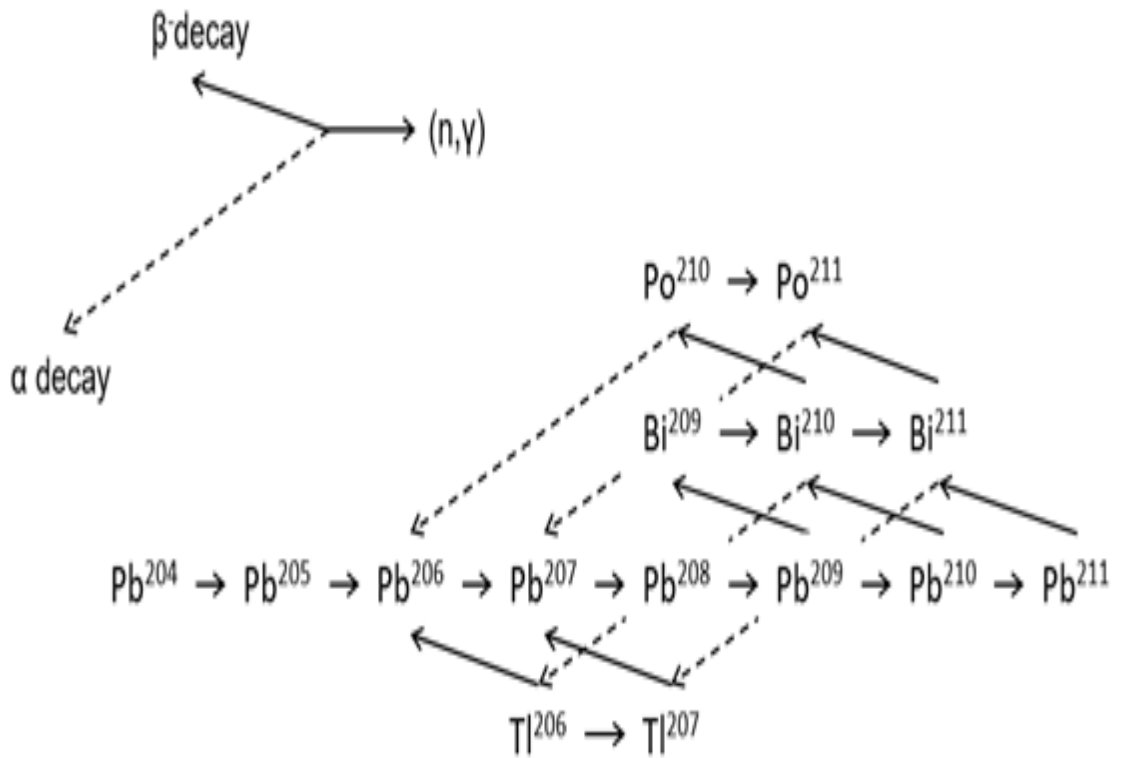 β⁻decay
(n,γ)
α decay
Po²¹⁰ → Po²¹¹
Bi²⁰⁹ → Bi²¹⁰ → Bi²¹¹
Pb²⁰⁴ → Pb²⁰⁵ → Pb²⁰⁶ → Pb²⁰⁷ → Pb²⁰⁸ → Pb²⁰⁹ → Pb²¹⁰ → Pb²¹¹
Tl²⁰⁶ → Tl²⁰⁷